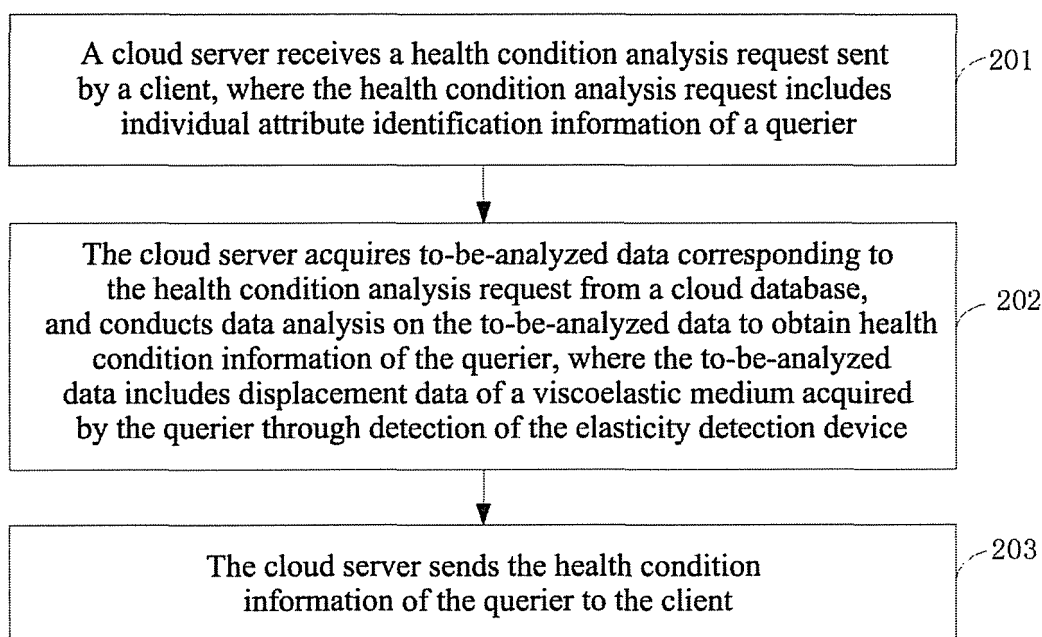 A cloud server receives a health condition analysis request sent
by a client, where the health condition analysis request includes
individual attribute identification information of a querier
201
The cloud server acquires to-be-analyzed data corresponding to
the health condition analysis request from a cloud database,
and conducts data analysis on the to-be-analyzed data to obtain health
condition information of the querier, where the to-be-analyzed
data includes displacement data of a viscoelastic medium acquired
by the querier through detection of the elasticity detection device
202
The cloud server sends the health condition
information of the querier to the client
203